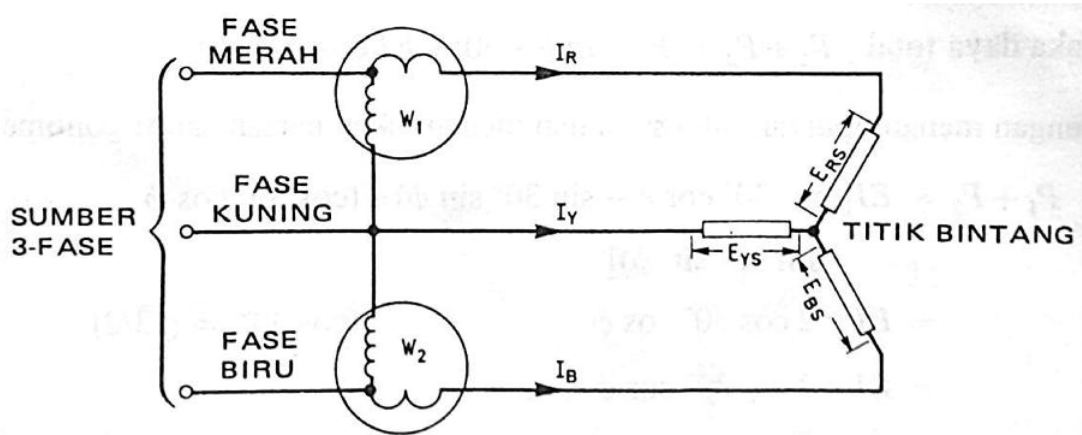 FASE
MERAH
I_R
W_1
E_RS
FASE
KUNING
SUMBER
3-FASE
I_Y
E_YS
TITIK BINTANG
E_BS
W_2
FASE
BIRU
I_B